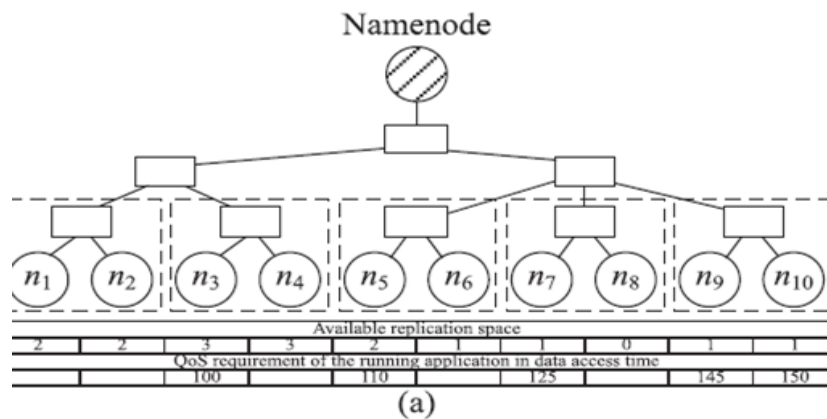 Namenode
n1 n2 n3 n4 n5 n6 n7 n8 n9 n10
Available replication space
2 2 3 3 2 1 1 0 1 1
QoS requirement of the running application in data access time
100 110 125 145 150
(a)